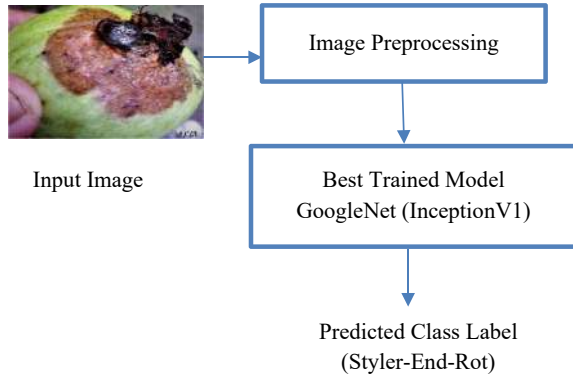 Image Preprocessing
Input Image
Best Trained Model
GoogleNet (InceptionV1)
Predicted Class Label
(Styler-End-Rot)